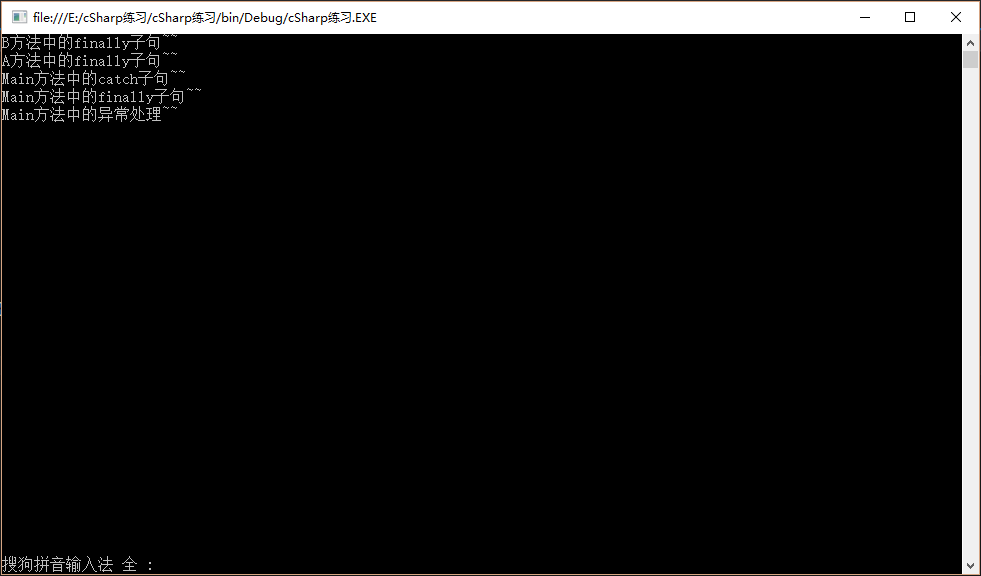 file:///E:/cSharp练习/cSharp练习/bin/Debug/cSharp练习.EXE
B方法中的finally子句~~
A方法中的finally子句~~
Main方法中的catch子句~~
Main方法中的finally子句~~
Main方法中的异常处理~~
搜狗拼音输入法 全 :